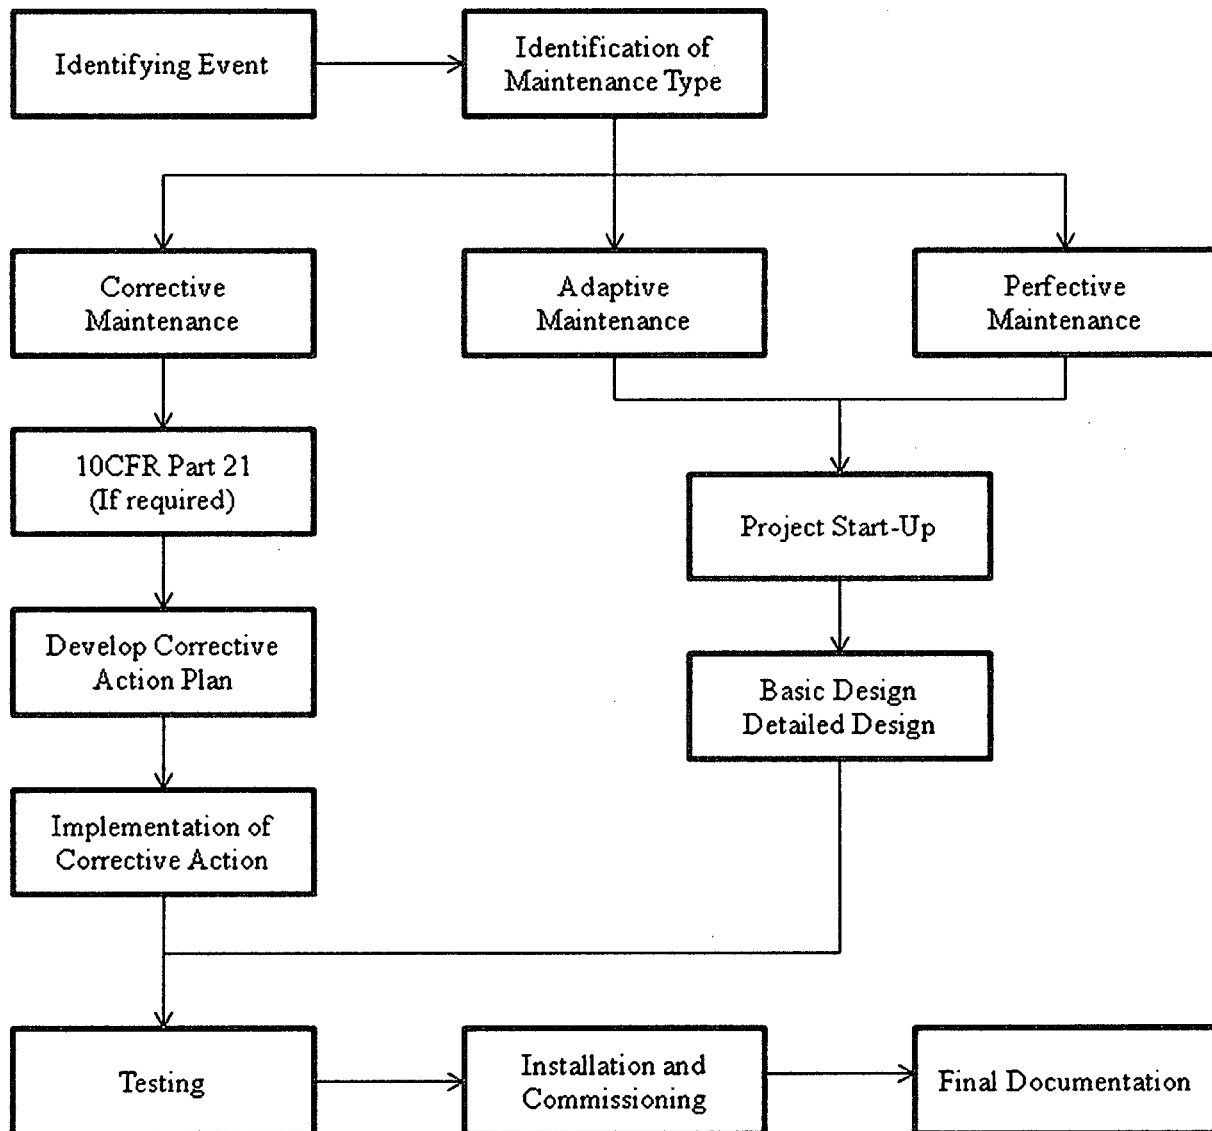 Identifying Event
Identification of
Maintenance Type
Corrective
Maintenance
Adaptive
Maintenance
Perfective
Maintenance
10CFR Part 21
(If required)
Project Start-Up
Develop Corrective
Action Plan
Basic Design
Detailed Design
Implementation of
Corrective Action
Testing
Installation and
Commissioning
Final Documentation